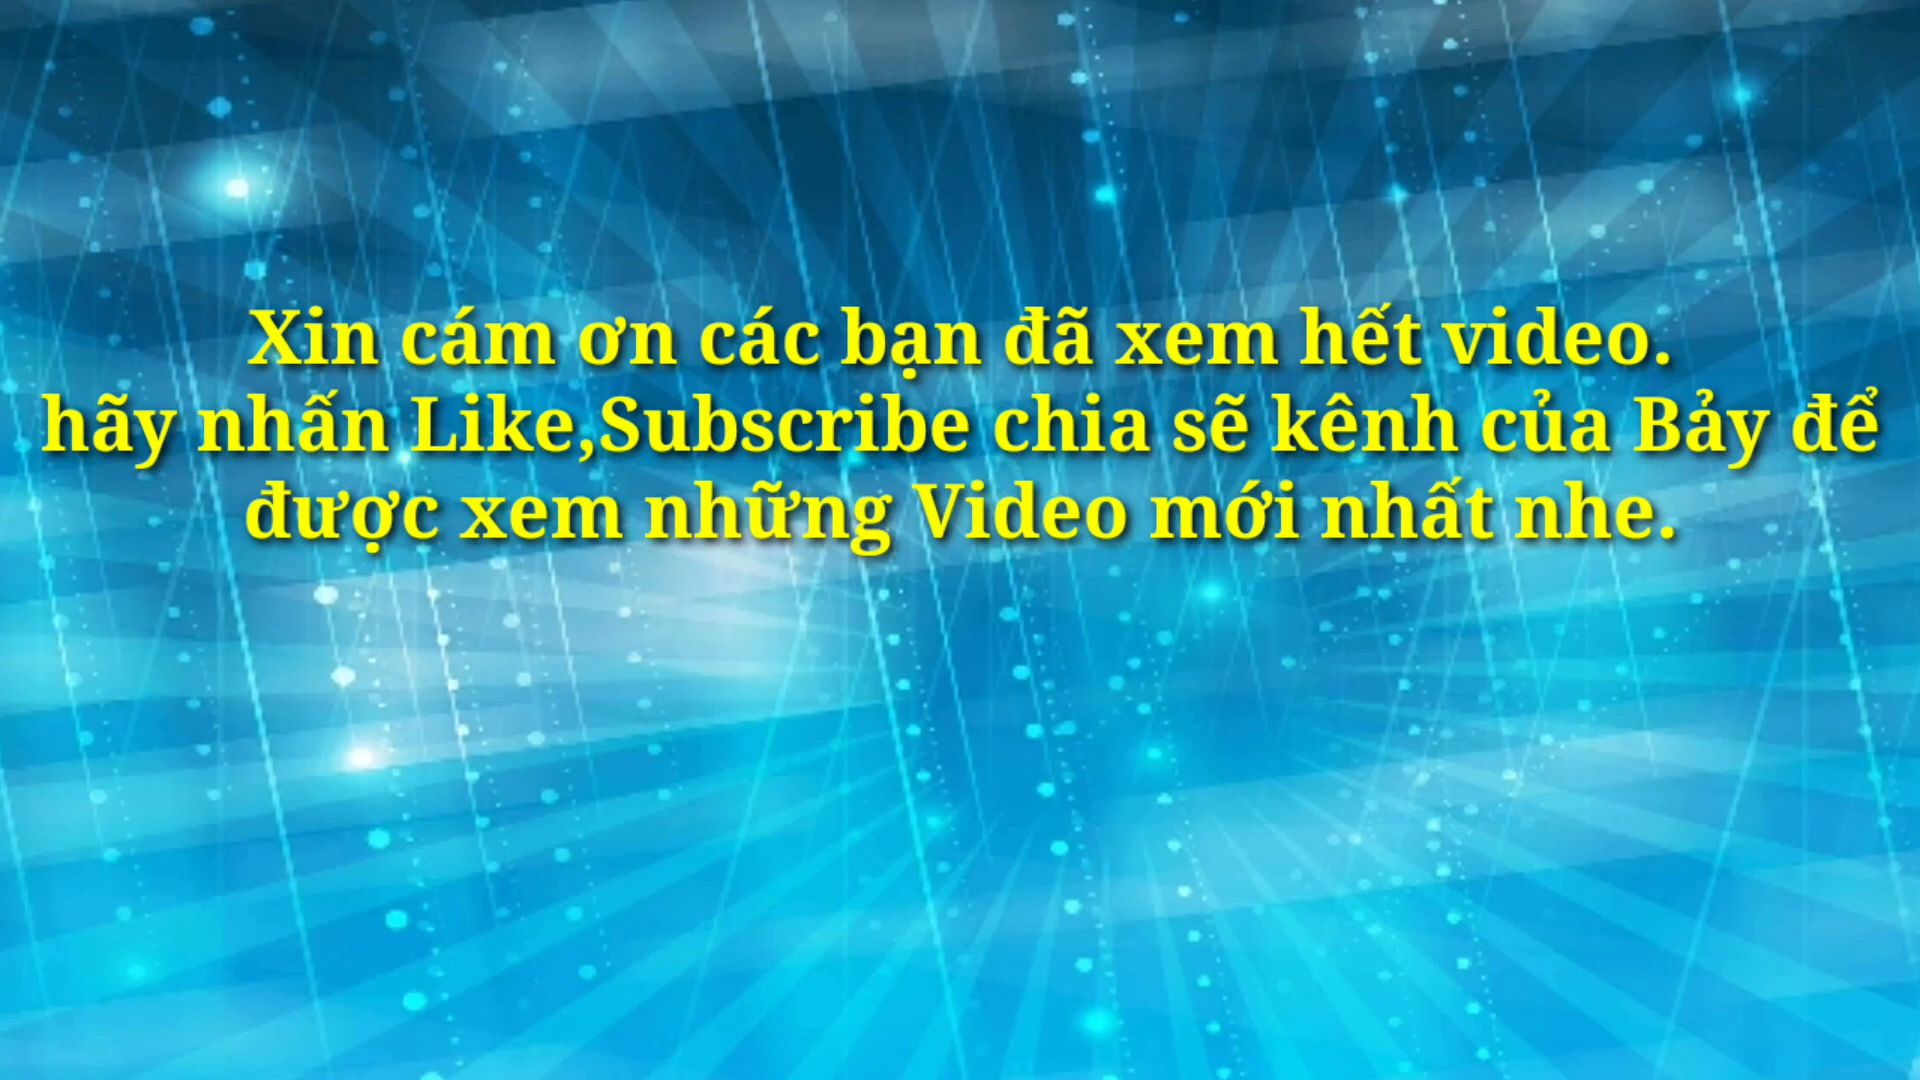 Xin cám ơn các bạn đã xem hết video.
hãy nhấn Like,Subscribe chia sẽ kênh của Bảy để
được xem những Video mới nhất nhe.